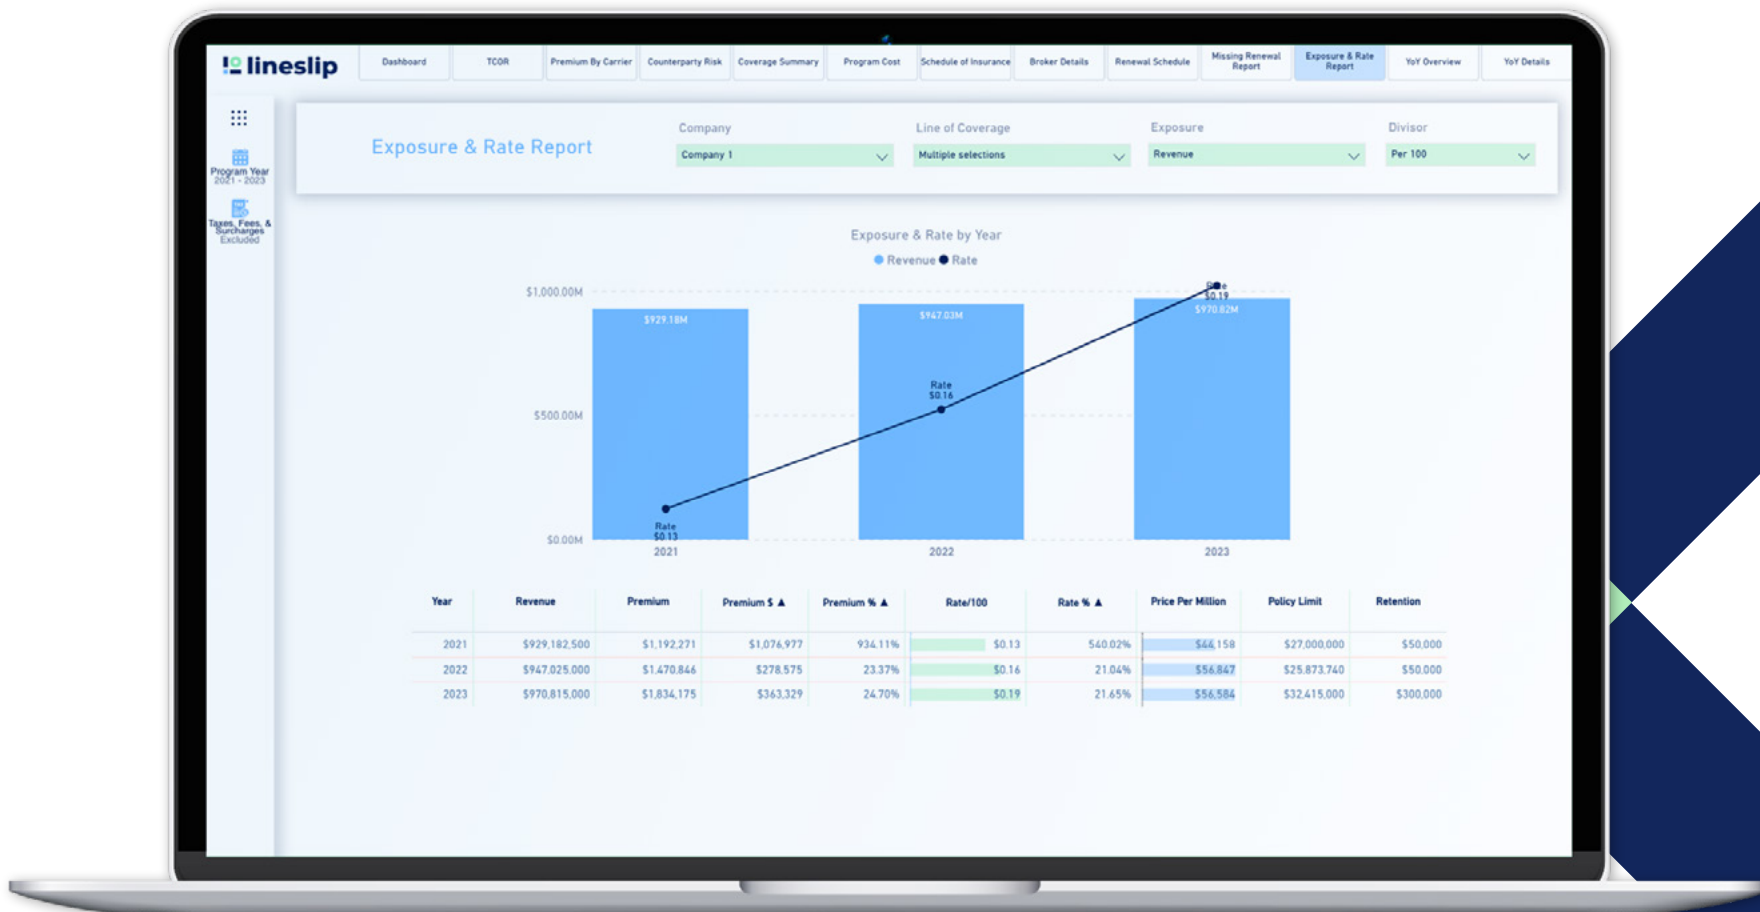 lineslip
Dashboard
TCOR
Premium By Carrier
Counterparty Risk
Coverage Summary
Program Cost
Schedule of Insurance
Broker Details
Renewal Schedule
Missing Renewal
Report
Exposure & Rate
Report
YoY Overview
YoY Details
Program Year
2021 - 2023
Taxes, Fees, &
Surcharges
Excluded
Exposure & Rate Report
Company
Company 1
Line of Coverage
Multiple selections
Exposure
Revenue
Divisor
Per 100
Exposure & Rate by Year
Revenue Rate
$1,000.00M
$500.00M
$0.00M
$929.18M
Rate
$0.13
2021
$947.03M
Rate
$0.16
2022
Rate
$0.19
$970.82M
2023
Year Revenue Premium Premium $ ▲ Premium % ▲ Rate/100 Rate % ▲ Price Per Million Policy Limit Retention
2021 $929,182,500 $1,192,271 $1,076,977 934.11% $0.13 540.02% $44,158 $27,000,000 $50,000
2022 $947,025,000 $1,470,846 $278,575 23.37% $0.16 21.04% $56,847 $25,873,740 $50,000
2023 $970,815,000 $1,834,175 $363,329 24.70% $0.19 21.65% $56,584 $32,415,000 $300,000